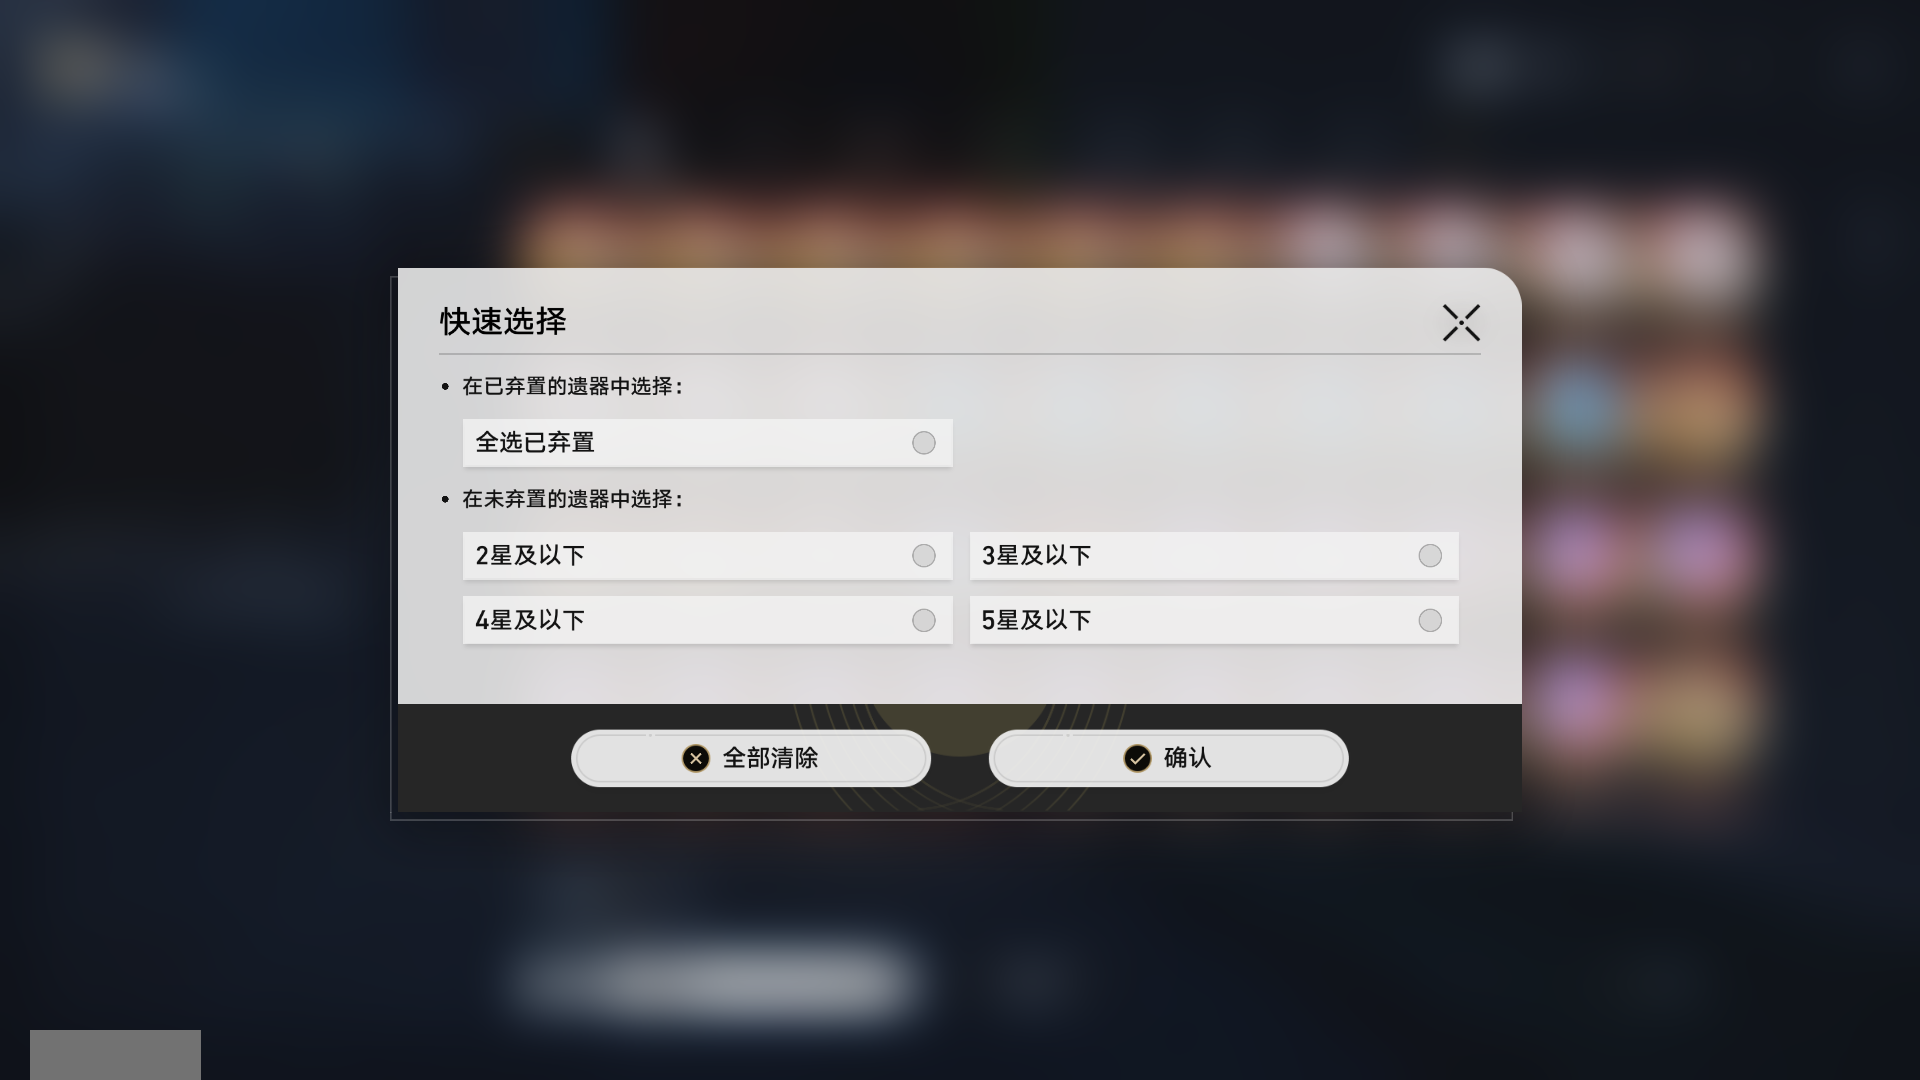 快速选择
在已弃置的遗器中选择：
全选已弃置
在未弃置的遗器中选择：
2星及以下
3星及以下
4星及以下
5星及以下
全部清除
确认